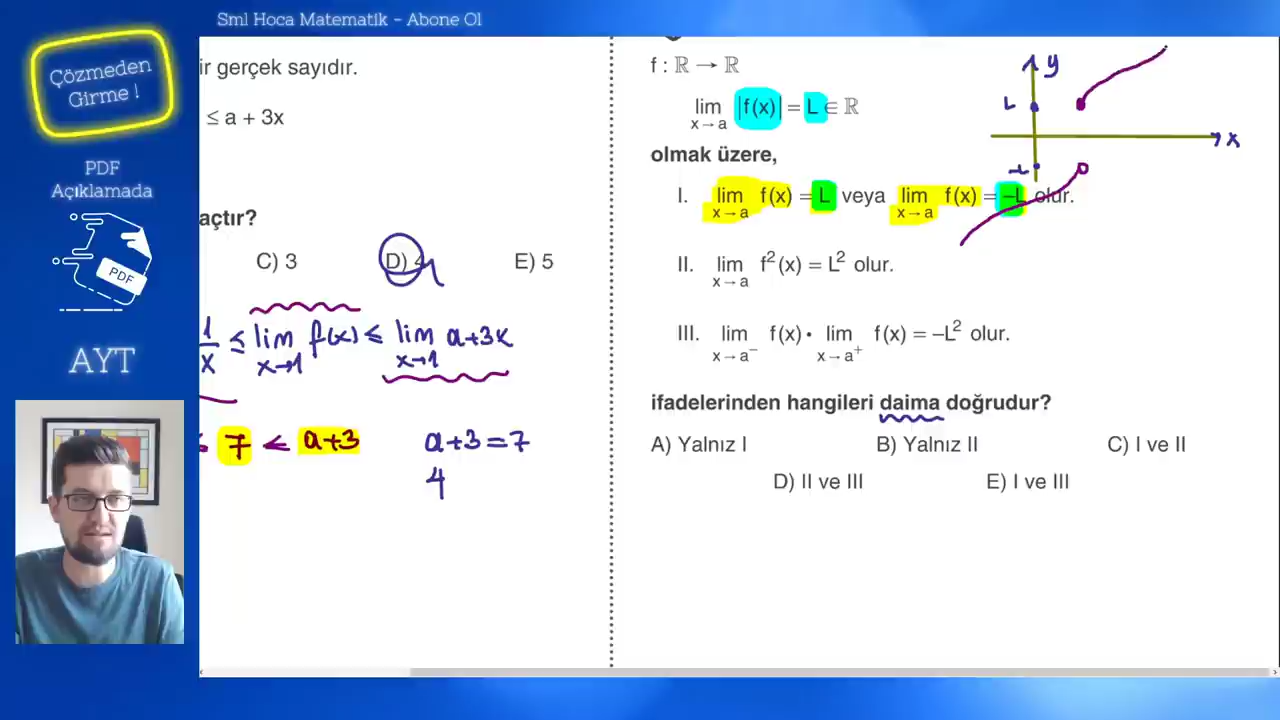 Sml Hoca Matematik - Abone Ol
Çözmeden
Girme !
PDF
Açıklamada
PDF
AYT
ir gerçek sayıdır.
≤ a + 3x
açtır?
C) 3
D) 4
E) 5
1/x ≤ lim x→1 f(x) ≤ lim x→1 a+3x
≤ 7 ≤ a+3
a+3=7
4
f : ℝ → ℝ
lim x→a |f(x)| = L ∈ ℝ
olmak üzere,
I. lim x→a f(x) = L veya lim x→a f(x) = –L olur.
II. lim x→a f²(x) = L² olur.
III. lim x→a⁻ f(x) · lim x→a⁺ f(x) = –L² olur.
ifadelerinden hangileri daima doğrudur?
A) Yalnız I
B) Yalnız II
C) I ve II
D) II ve III
E) I ve III
y
L
x
-L